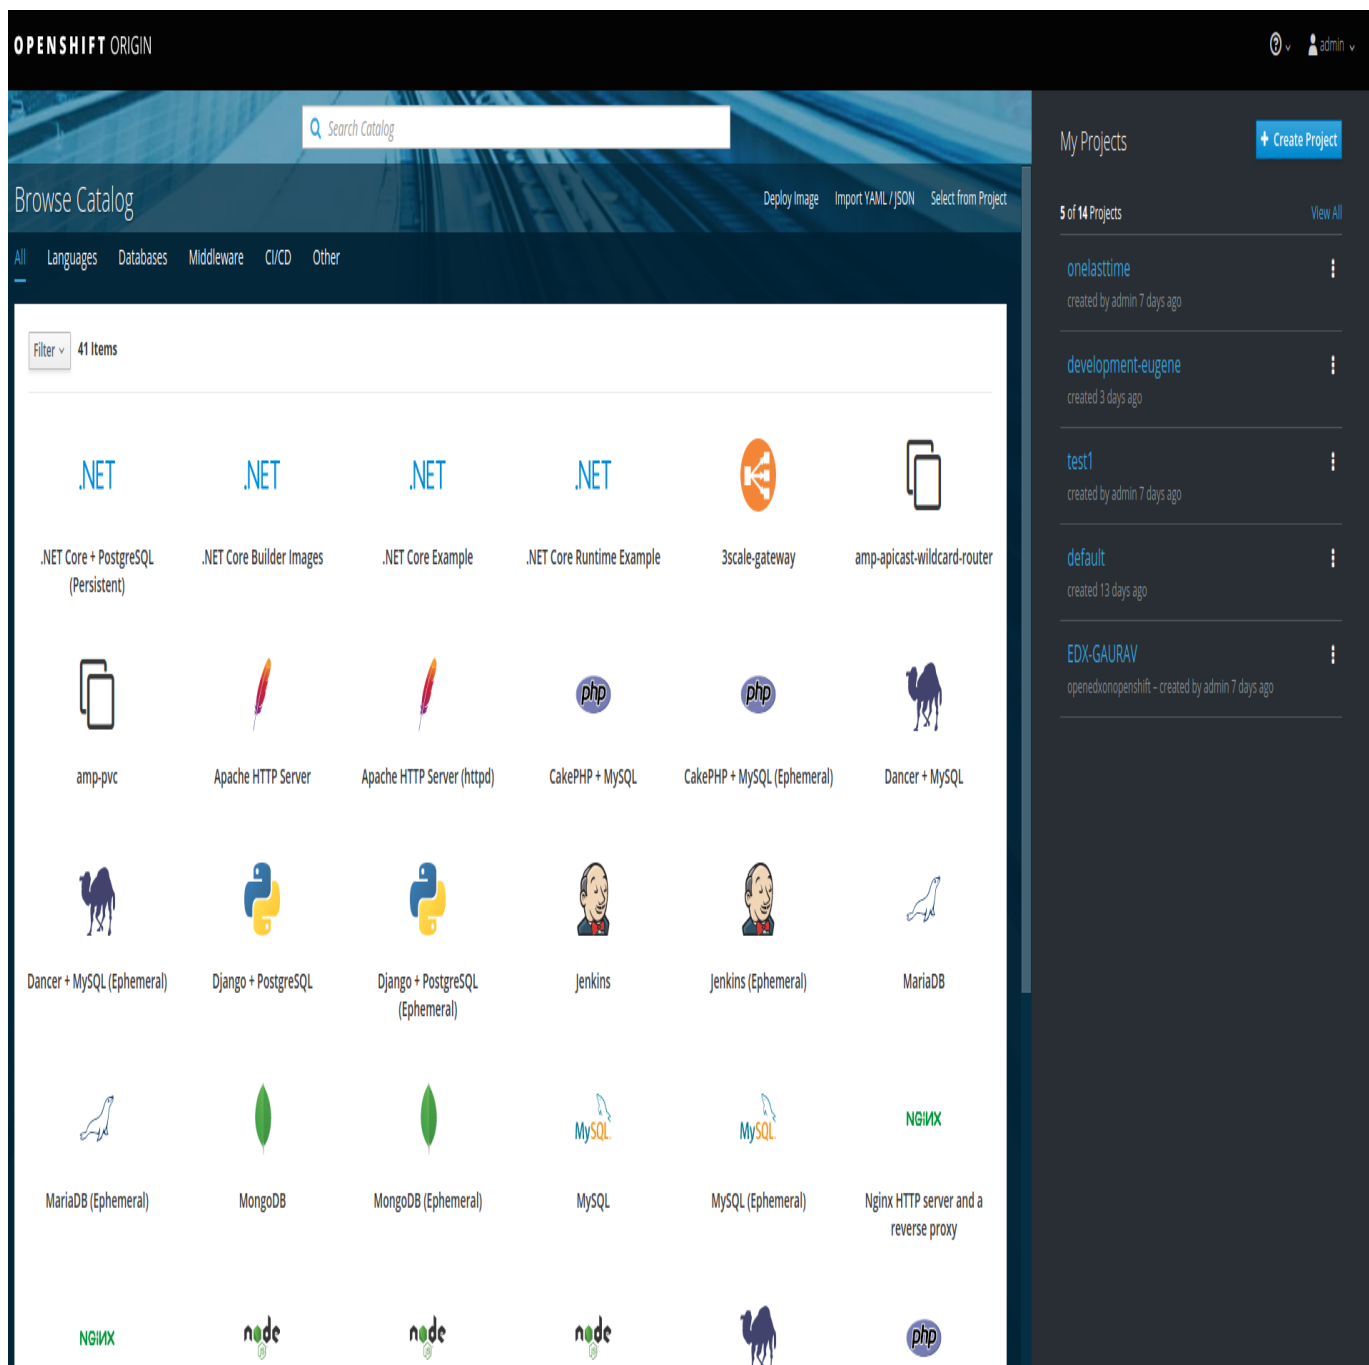 OPENSHIFT ORIGIN
admin
Search Catalog
My Projects
+ Create Project
Browse Catalog
Deploy Image Import YAML / JSON Select from Project
5 of 14 Projects
View All
All Languages Databases Middleware CI/CD Other
onelasttime
created by admin 7 days ago
Filter 41 Items
development-eugene
created 3 days ago
test1
created by admin 7 days ago
default
created 13 days ago
EDX-GAURAV
openedxonopenshift – created by admin 7 days ago
.NET .NET .NET .NET
.NET Core + PostgreSQL
(Persistent)
.NET Core Builder Images
.NET Core Example
.NET Core Runtime Example
3scale-gateway
amp-apicast-wildcard-router
php php
amp-pvc
Apache HTTP Server
Apache HTTP Server (httpd)
CakePHP + MySQL
CakePHP + MySQL (Ephemeral)
Dancer + MySQL
Dancer + MySQL (Ephemeral)
Django + PostgreSQL
Django + PostgreSQL
(Ephemeral)
Jenkins
Jenkins (Ephemeral)
MariaDB
MySQL MySQL NGINX
MariaDB (Ephemeral)
MongoDB
MongoDB (Ephemeral)
MySQL
MySQL (Ephemeral)
Nginx HTTP server and a
reverse proxy
NGINX node node node php